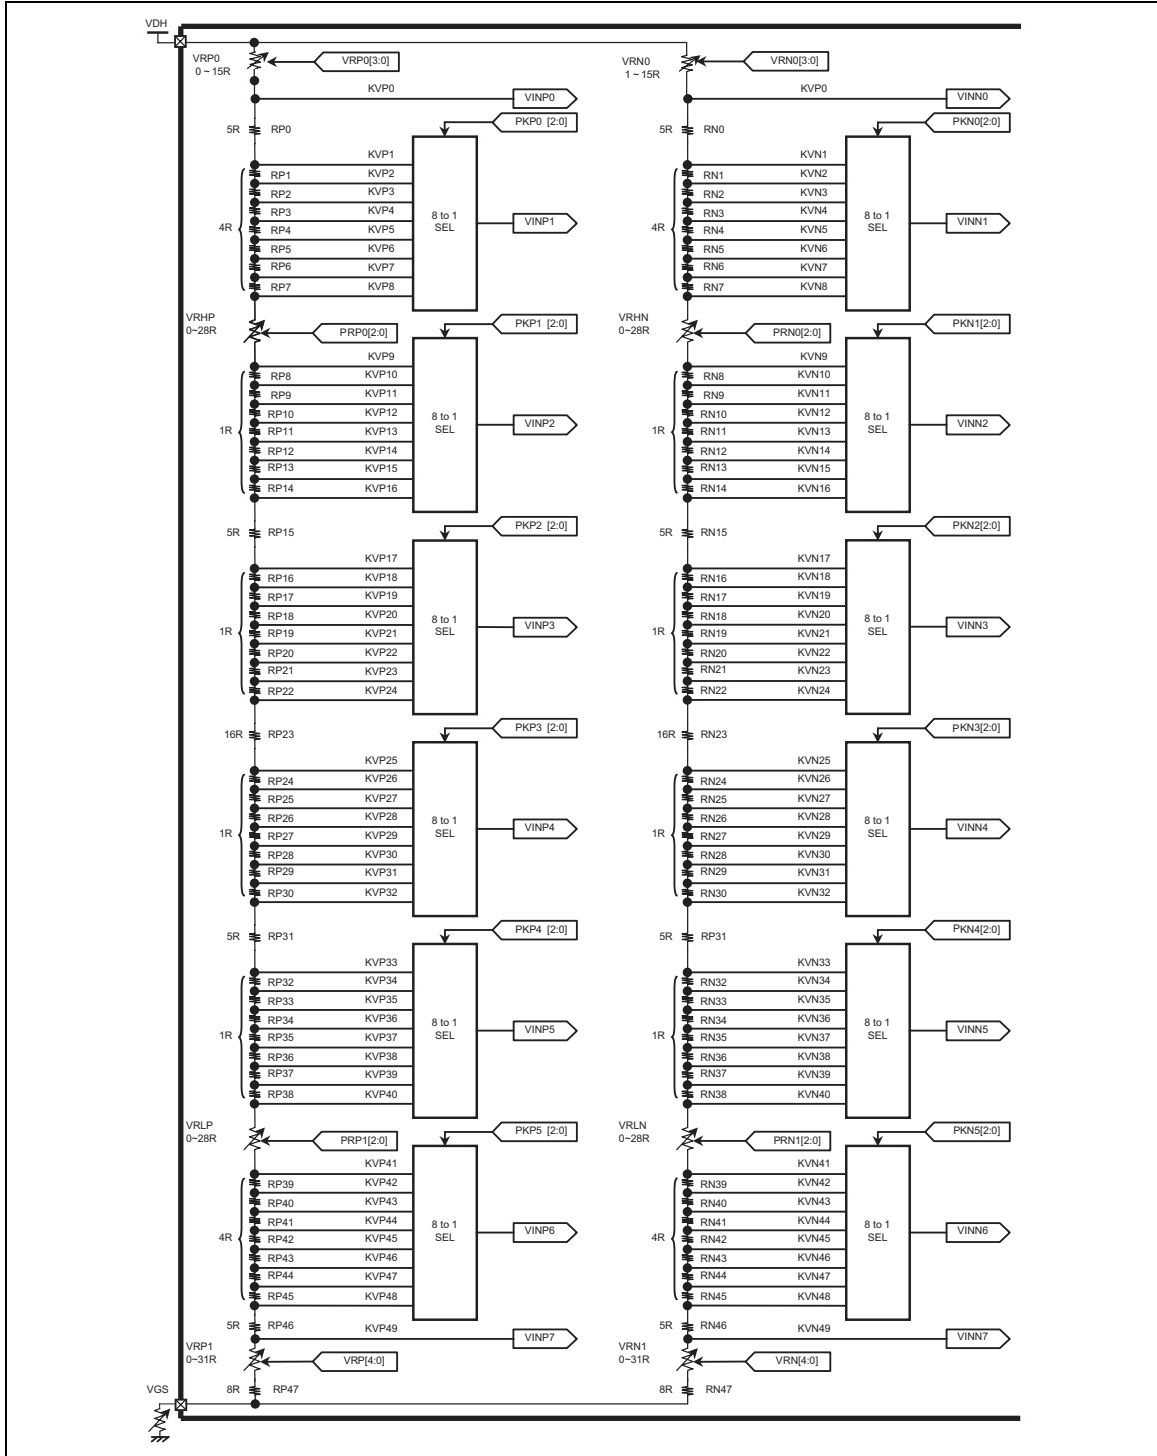 VDH
VRP0 VRP0[3:0] VRN0 VRN0[3:0]
0 ~ 15R 1 ~ 15R
KVP0 VINP0 KVP0 VINN0
PKP0 [2:0] PKN0[2:0]
5R RP0 5R RN0
KVP1 KVN1
RP1 KVP2 RN1 KVN2
RP2 KVP3 RN2 KVN3
RP3 KVP4 RN3 KVN4
4R RP4 KVP5 8 to 1 SEL VINP1 4R RN4 KVN5 8 to 1 SEL VINN1
RP5 KVP6 RN5 KVN6
RP6 KVP7 RN6 KVN7
RP7 KVP8 RN7 KVN8
VRHP VRHN
0~28R PRP0[2:0] PKP1 [2:0] 0~28R PRN0[2:0] PKN1[2:0]
KVP9 KVN9
RP8 KVP10 RN8 KVN10
RP9 KVP11 RN9 KVN11
RP10 KVP12 RN10 KVN12
1R RP11 KVP13 8 to 1 SEL VINP2 1R RN11 KVN13 8 to 1 SEL VINN2
RP12 KVP14 RN12 KVN14
RP13 KVP15 RN13 KVN15
RP14 KVP16 RN14 KVN16
PKP2 [2:0] PKN2[2:0]
5R RP15 5R RN15
KVP17 KVN17
RP16 KVP18 RN16 KVN18
RP17 KVP19 RN17 KVN19
RP18 KVP20 RN18 KVN20
1R RP19 KVP21 8 to 1 SEL VINP3 1R RN19 KVN21 8 to 1 SEL VINN3
RP20 KVP22 RN20 KVN22
RP21 KVP23 RN21 KVN23
RP22 KVP24 RN22 KVN24
PKP3 [2:0] PKN3[2:0]
16R RP23 16R RN23
KVP25 KVN25
RP24 KVP26 RN24 KVN26
RP25 KVP27 RN25 KVN27
RP26 KVP28 RN26 KVN28
1R RP27 KVP29 8 to 1 SEL VINP4 1R RN27 KVN29 8 to 1 SEL VINN4
RP28 KVP30 RN28 KVN30
RP29 KVP31 RN29 KVN31
RP30 KVP32 RN30 KVN32
PKP4 [2:0] PKN4[2:0]
5R RP31 5R RP31
KVP33 KVN33
RP32 KVP34 RN32 KVN34
RP33 KVP35 RN33 KVN35
RP34 KVP36 RN34 KVN36
1R RP35 KVP37 8 to 1 SEL VINP5 1R RN35 KVN37 8 to 1 SEL VINN5
RP36 KVP38 RN36 KVN38
RP37 KVP39 RN37 KVN39
RP38 KVP40 RN38 KVN40
VRLP VRLN
0~28R PRP1[2:0] PKP5 [2:0] 0~28R PRN1[2:0] PKN5[2:0]
KVP41 KVN41
RP39 KVP42 RN39 KVN42
RP40 KVP43 RN40 KVN43
RP41 KVP44 RN41 KVN44
4R RP42 KVP45 8 to 1 SEL VINP6 4R RN42 KVN45 8 to 1 SEL VINN6
RP43 KVP46 RN43 KVN46
RP44 KVP47 RN44 KVN47
RP45 KVP48 RN45 KVN48
5R RP46 KVP49 VINP7 5R RN46 KVN49 VINN7
VRP1 VRN1
0~31R VRP[4:0] 0~31R VRN[4:0]
VGS 8R RP47 8R RN47